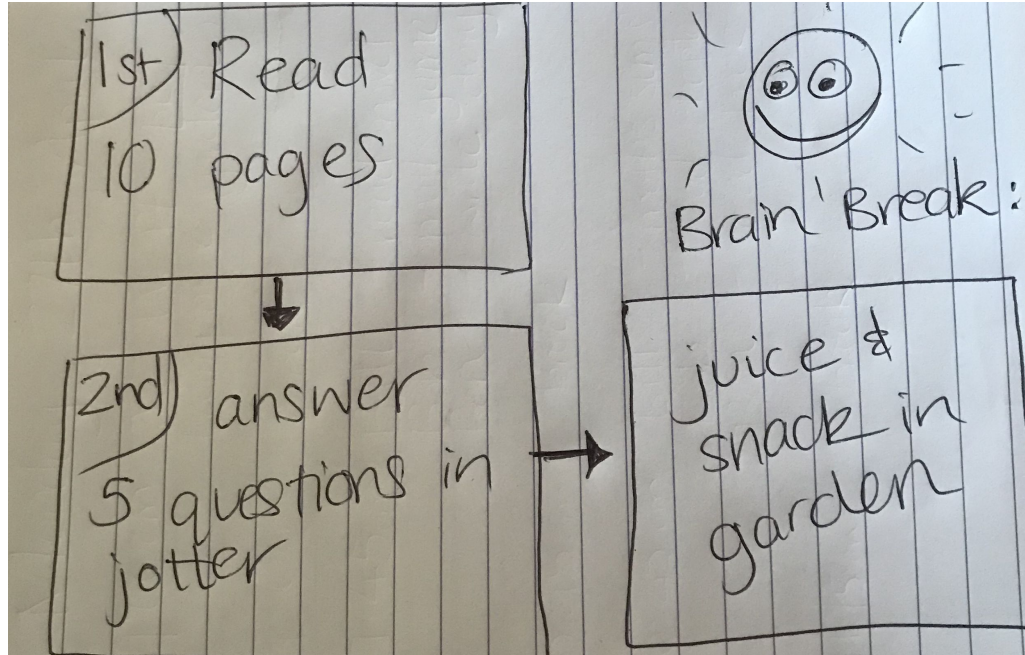 1st) Read
10 pages
2nd) answer
5 questions in
jotter
Brain Break:
juice &
snack in
garden